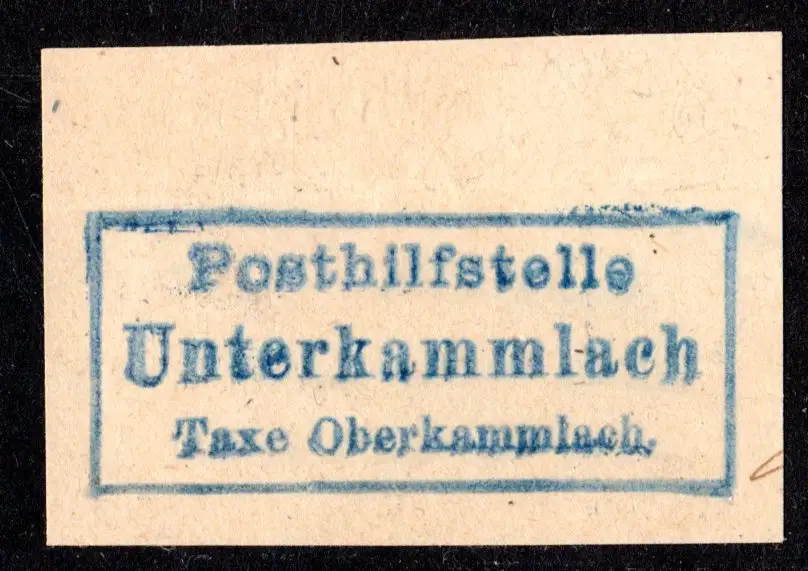 Posthilfstelle
Unterkammlach
Taxe Oberkammlach.